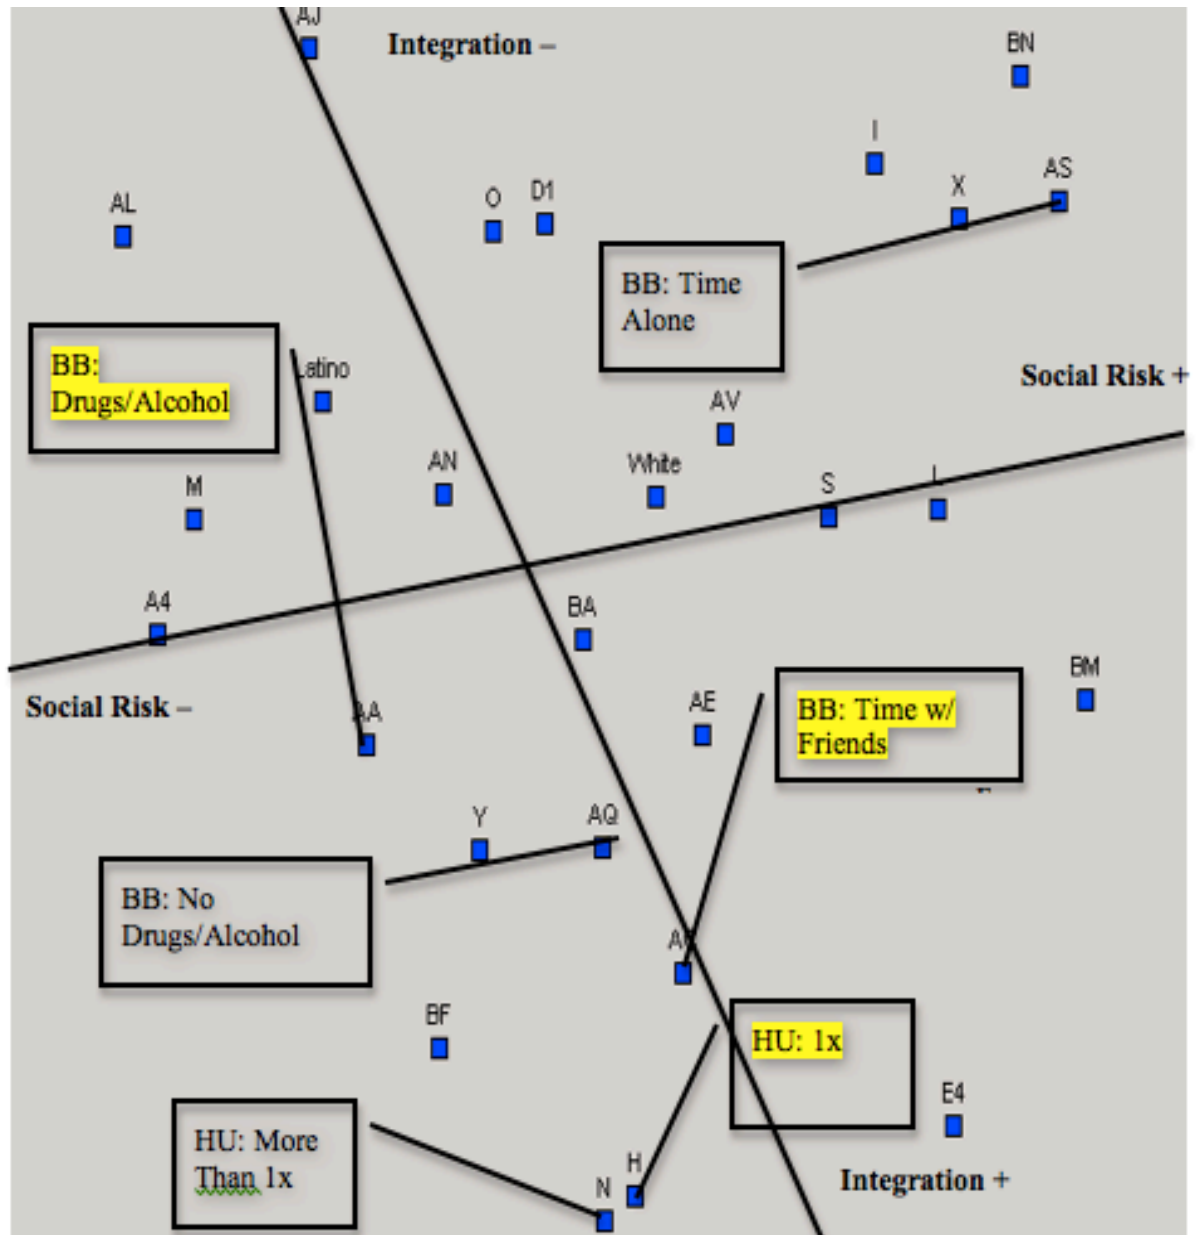 AJ
Integration –
BN
I
AS
X
AL
O
D1
BB: Time
Alone
BB:
Drugs/Alcohol
Latino
Social Risk +
AV
AN
White
M
S
L
A4
BA
Social Risk –
AA
AE
BM
BB: Time w/
Friends
Y
AQ
BB: No
Drugs/Alcohol
BF
HU: 1x
E4
HU: More
Than 1x
H
N
Integration +